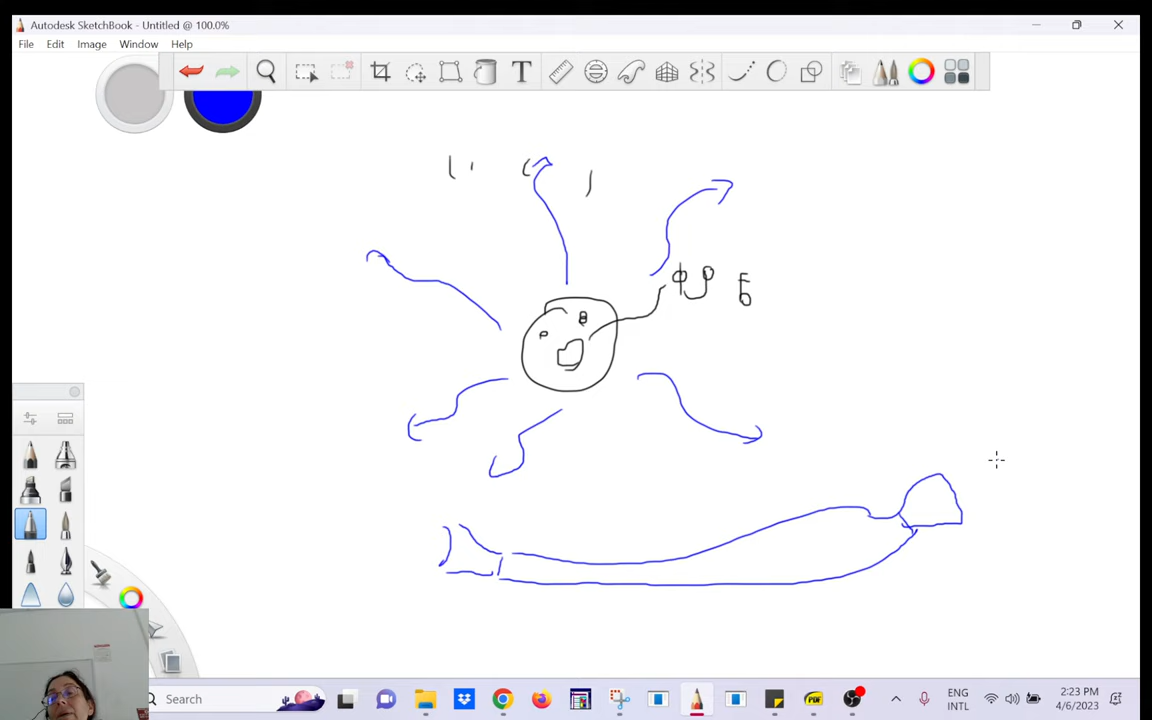 Autodesk SketchBook - Untitled @ 100.0%
File Edit Image Window Help
T
Search
PDF
ENG
INTL
2:23 PM
4/6/2023